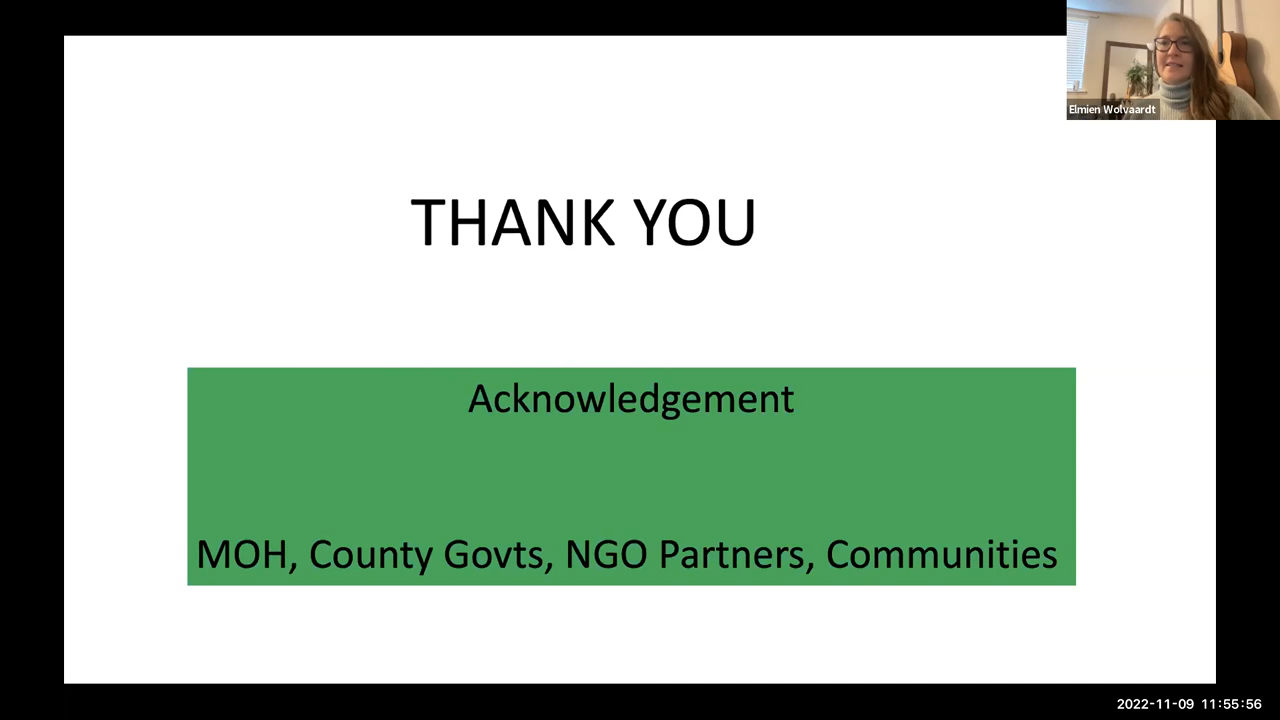 Elmien Wolvaardt
THANK YOU
Acknowledgement
MOH, County Govts, NGO Partners, Communities
2022-11-09 11:55:56